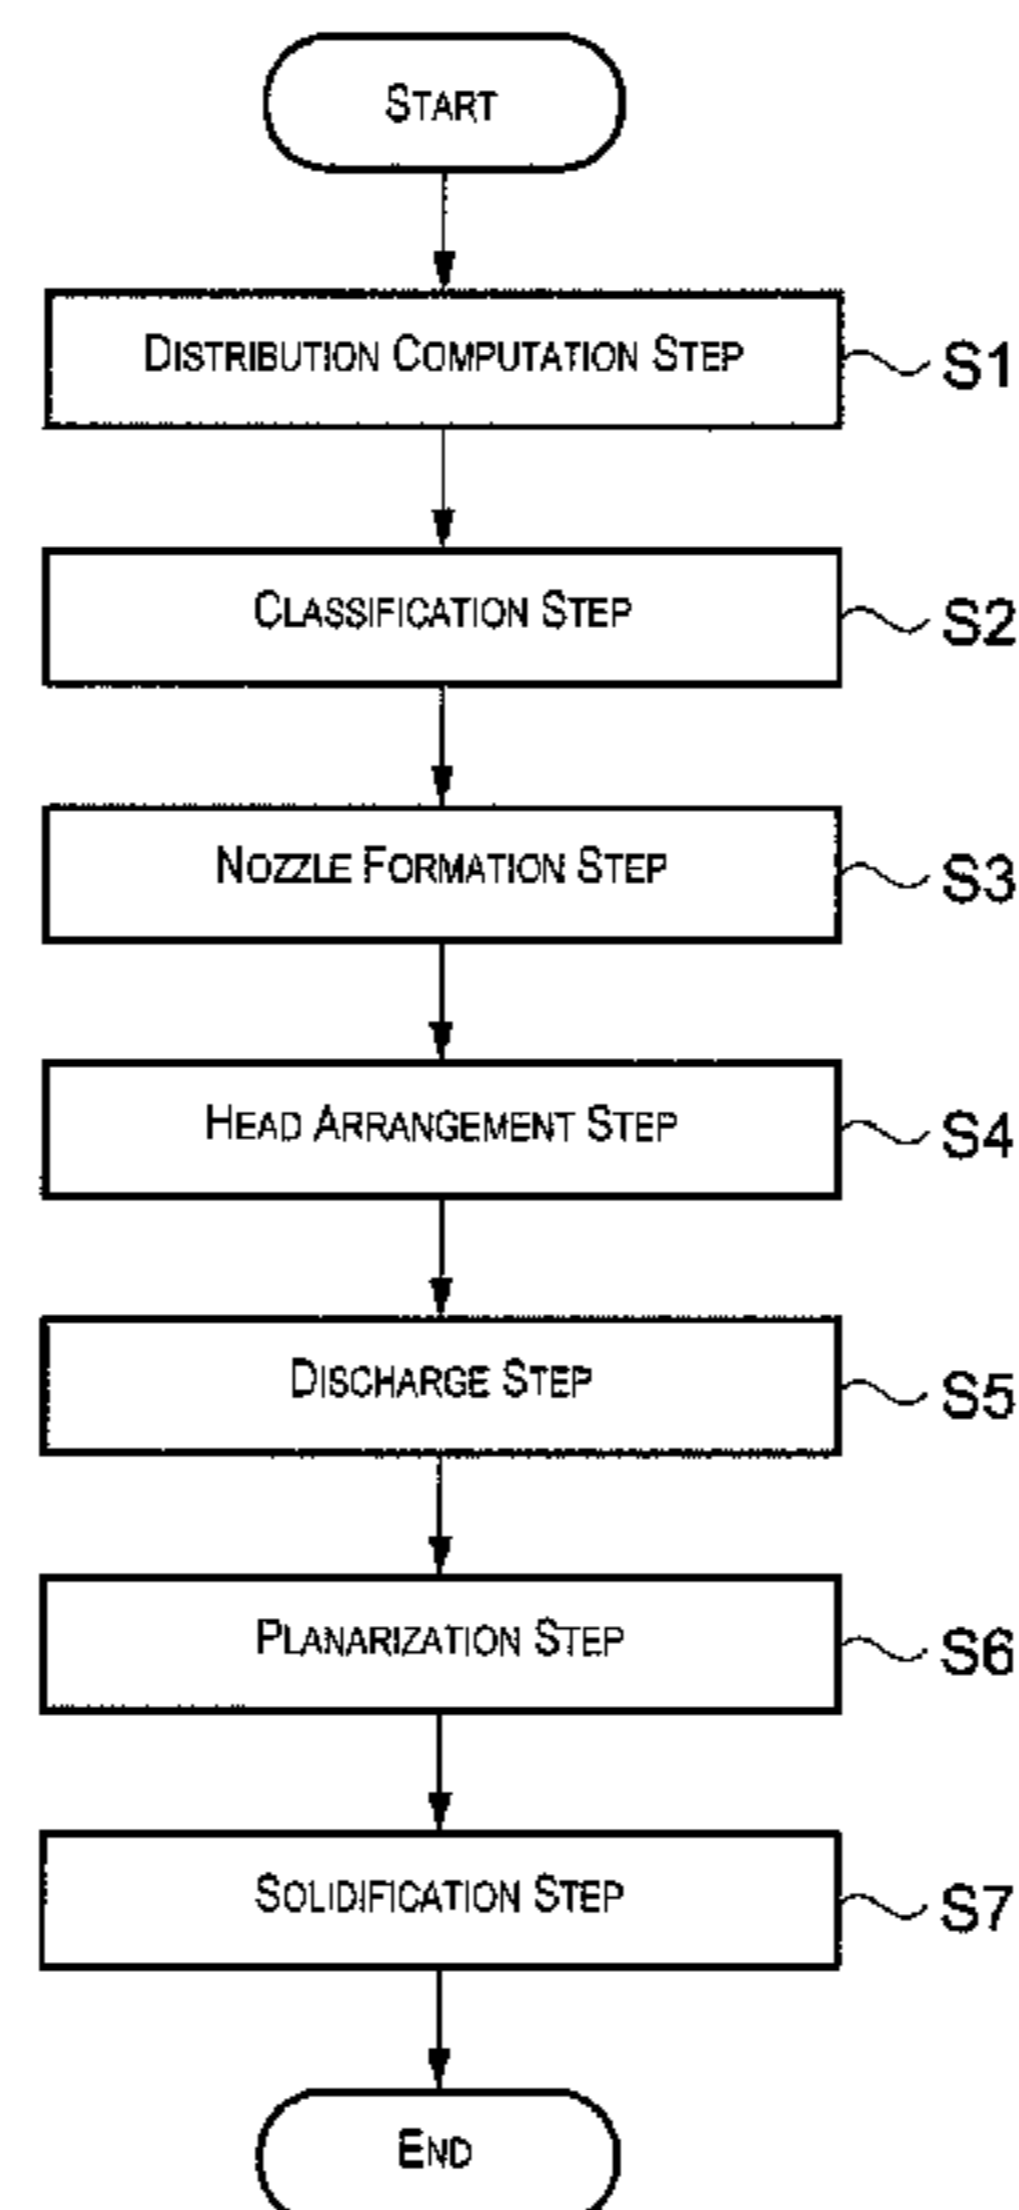 START
DISTRIBUTION COMPUTATION STEP S1
CLASSIFICATION STEP S2
NOZZLE FORMATION STEP S3
HEAD ARRANGEMENT STEP S4
DISCHARGE STEP S5
PLANARIZATION STEP S6
SOLIDIFICATION STEP S7
END